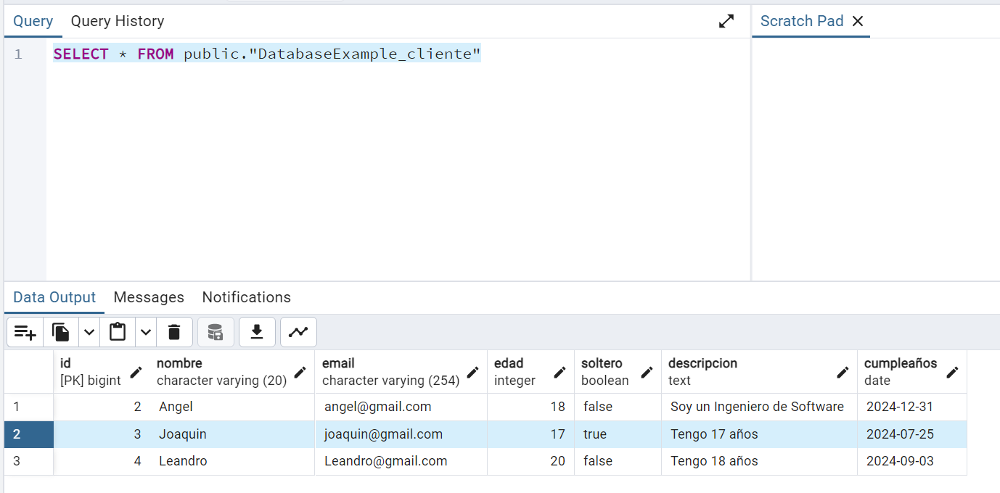 Query Query History Scratch Pad
1 SELECT * FROM public."DatabaseExample_cliente"
Data Output Messages Notifications
id nombre email edad soltero descripcion cumpleaños
[PK] bigint character varying (20) character varying (254) integer boolean text date
1 2 Angel angel@gmail.com 18 false Soy un Ingeniero de Software 2024-12-31
2 3 Joaquin joaquin@gmail.com 17 true Tengo 17 años 2024-07-25
3 4 Leandro Leandro@gmail.com 20 false Tengo 18 años 2024-09-03